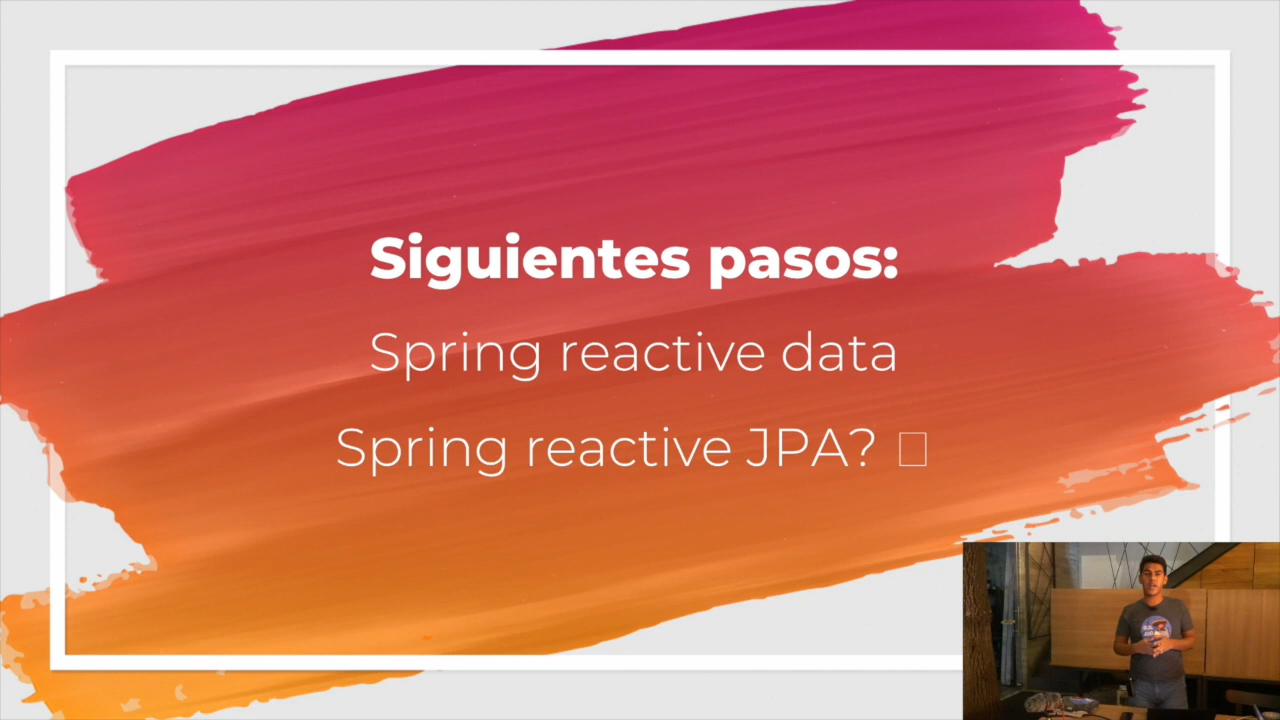 Siguientes pasos:
Spring reactive data
Spring reactive JPA? □